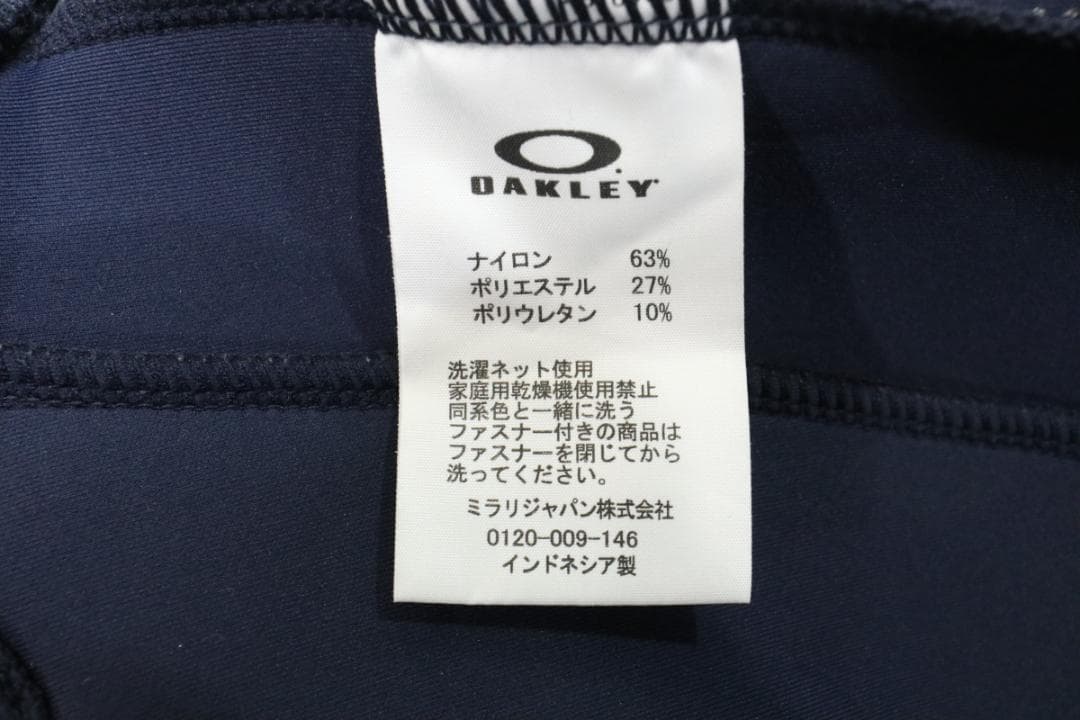 OAKLEY
ナイロン 63%
ポリエステル 27%
ポリウレタン 10%
洗濯ネット使用
家庭用乾燥機使用禁止
同系色と一緒に洗う
ファスナー付きの商品は
ファスナーを閉じてから
洗ってください。
ミラリジャパン株式会社
0120-009-146
インドネシア製